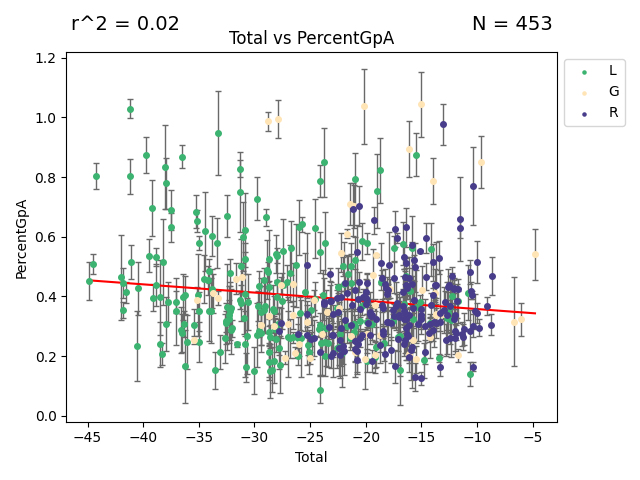 r^2 = 0.02 N = 453
Total vs PercentGpA
L
G
R
PercentGpA
1.2
1.0
0.8
0.6
0.4
0.2
0.0
−45 −40 −35 −30 −25 −20 −15 −10 −5
Total